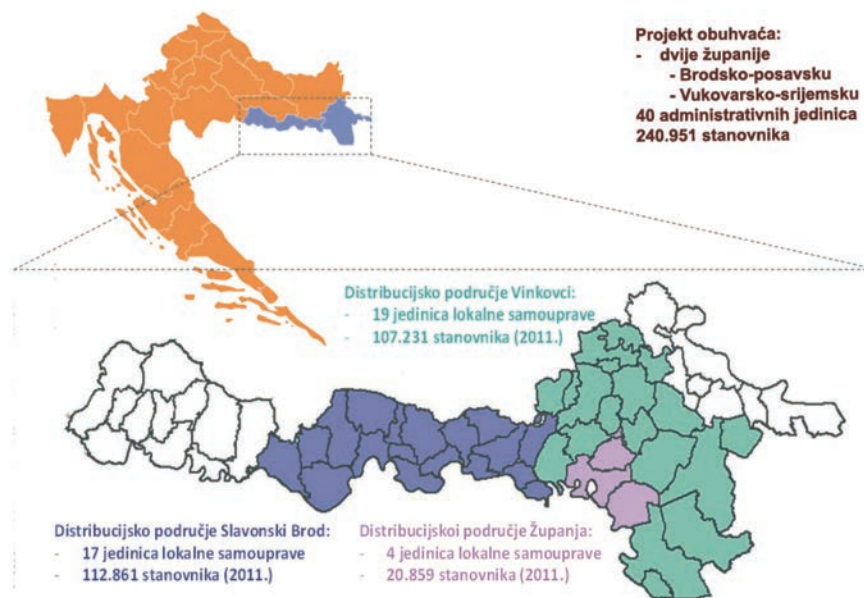 Projekt obuhvaća:
- dvije županije
- Brodsko-posavsku
- Vukovarsko-srijemsku
40 administrativnih jedinica
240.951 stanovnika
Distribucijsko područje Vinkovci:
- 19 jedinica lokalne samouprave
- 107.231 stanovnika (2011.)
Distribucijsko područje Slavonski Brod:
- 17 jedinica lokalne samouprave
- 112.861 stanovnika (2011.)
Distribucijskoi područje Županja:
- 4 jedinica lokalne samouprave
- 20.859 stanovnika (2011.)